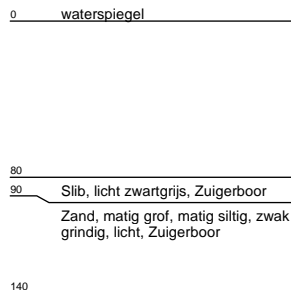 0 waterspiegel
80
90 Slib, licht zwartgrijs, Zuigerboor
Zand, matig grof, matig siltig, zwak
grindig, licht, Zuigerboor
140